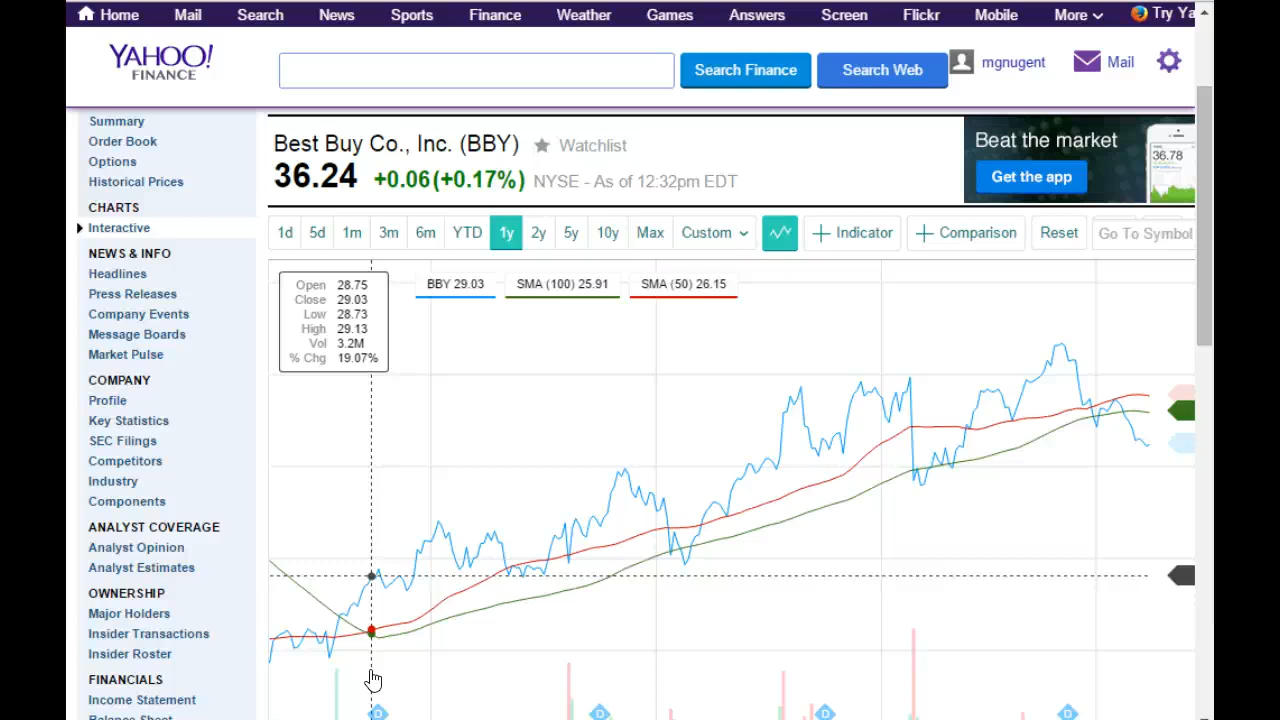 Home Mail Search News Sports Finance Weather Games Answers Screen Flickr Mobile More Try Ya
YAHOO!
FINANCE
Search Finance Search Web mgnugent Mail
Summary
Order Book
Options
Historical Prices
CHARTS
Interactive
NEWS & INFO
Headlines
Press Releases
Company Events
Message Boards
Market Pulse
COMPANY
Profile
Key Statistics
SEC Filings
Competitors
Industry
Components
ANALYST COVERAGE
Analyst Opinion
Analyst Estimates
OWNERSHIP
Major Holders
Insider Transactions
Insider Roster
FINANCIALS
Income Statement
Balance Sheet
Best Buy Co., Inc. (BBY) Watchlist
36.24 +0.06(+0.17%) NYSE - As of 12:32pm EDT
Beat the market
Get the app
36.78
1d 5d 1m 3m 6m YTD 1y 2y 5y 10y Max Custom Indicator Comparison Reset Go To Symbol
Open 28.75
Close 29.03
Low 28.73
High 29.13
Vol 3.2M
% Chg 19.07%
BBY 29.03 SMA (100) 25.91 SMA (50) 26.15
D D D D